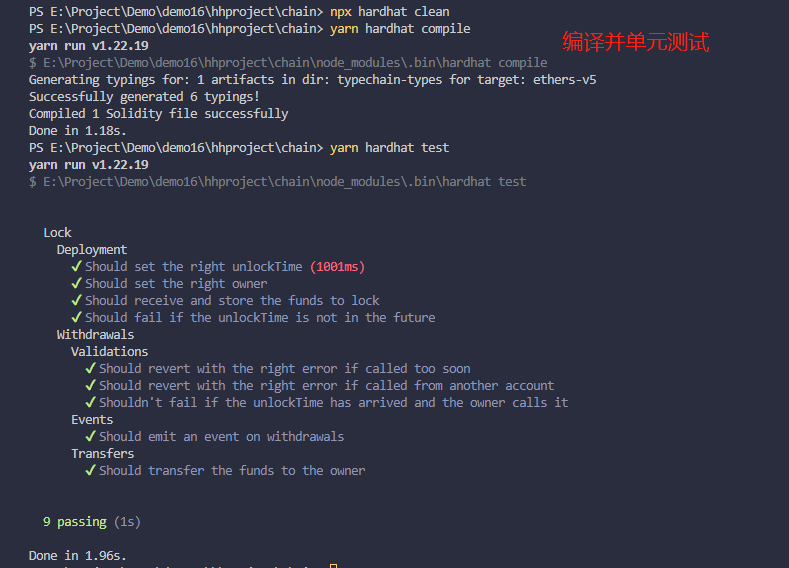 PS E:\Project\Demo\demo16\hhproject\chain> npx hardhat clean
PS E:\Project\Demo\demo16\hhproject\chain> yarn hardhat compile
编译并单元测试
yarn run v1.22.19
$ E:\Project\Demo\demo16\hhproject\chain\node_modules\.bin\hardhat compile
Generating typings for: 1 artifacts in dir: typechain-types for target: ethers-v5
Successfully generated 6 typings!
Compiled 1 Solidity file successfully
Done in 1.18s.
PS E:\Project\Demo\demo16\hhproject\chain> yarn hardhat test
yarn run v1.22.19
$ E:\Project\Demo\demo16\hhproject\chain\node_modules\.bin\hardhat test
Lock
Deployment
✓ Should set the right unlockTime (1001ms)
✓ Should set the right owner
✓ Should receive and store the funds to lock
✓ Should fail if the unlockTime is not in the future
Withdrawals
Validations
✓ Should revert with the right error if called too soon
✓ Should revert with the right error if called from another account
✓ Shouldn't fail if the unlockTime has arrived and the owner calls it
Events
✓ Should emit an event on withdrawals
Transfers
✓ Should transfer the funds to the owner
9 passing (1s)
Done in 1.96s.